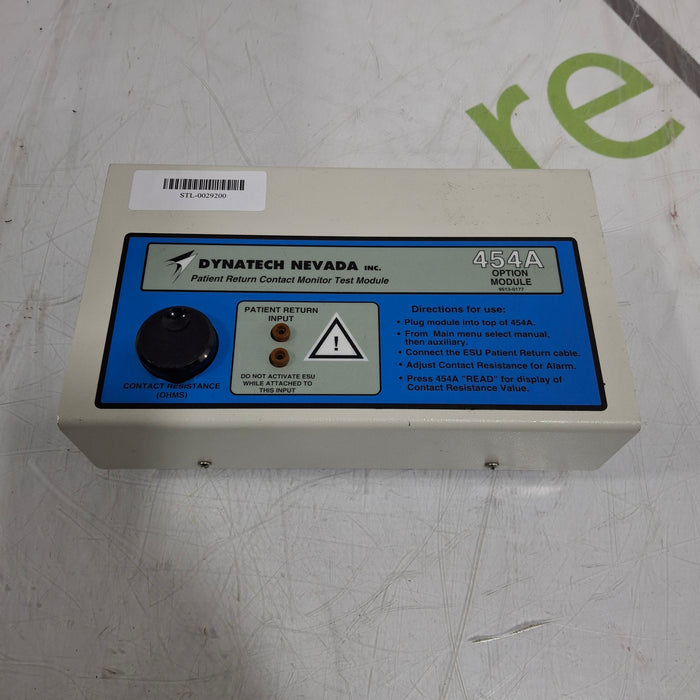 re
STL-0029200
DYNATECH NEVADA INC.
Patient Return Contact Monitor Test Module
454A
OPTION
MODULE
9513-0177
PATIENT RETURN
INPUT
!
DO NOT ACTIVATE ESU
WHILE ATTACHED TO
THIS INPUT
CONTACT RESISTANCE
(OHMS)
Directions for use:
• Plug module into top of 454A.
• From Main menu select manual,
then auxiliary.
• Connect the ESU Patient Return cable.
• Adjust Contact Resistance for Alarm.
• Press 454A "READ" for display of
Contact Resistance Value.